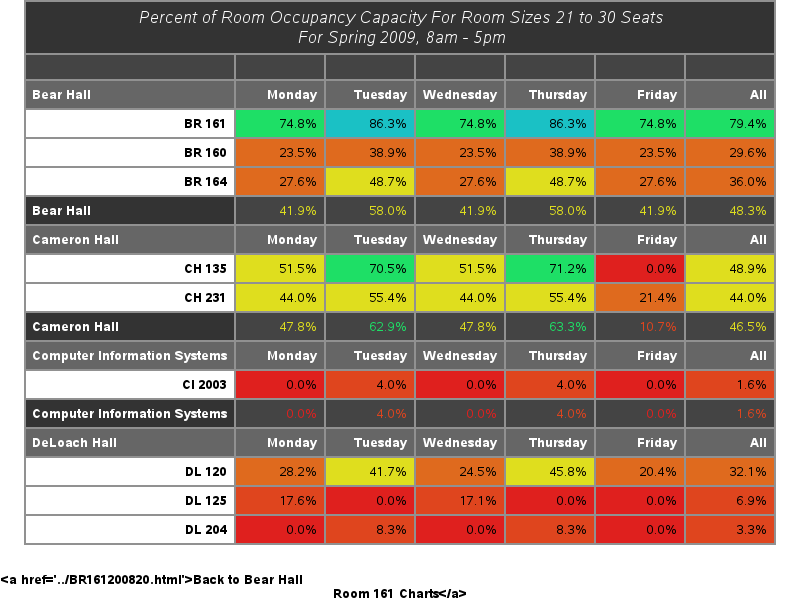 Percent of Room Occupancy Capacity For Room Sizes 21 to 30 Seats
For Spring 2009, 8am - 5pm
Bear Hall Monday Tuesday Wednesday Thursday Friday All
BR 161 74.8% 86.3% 74.8% 86.3% 74.8% 79.4%
BR 160 23.5% 38.9% 23.5% 38.9% 23.5% 29.6%
BR 164 27.6% 48.7% 27.6% 48.7% 27.6% 36.0%
Bear Hall 41.9% 58.0% 41.9% 58.0% 41.9% 48.3%
Cameron Hall Monday Tuesday Wednesday Thursday Friday All
CH 135 51.5% 70.5% 51.5% 71.2% 0.0% 48.9%
CH 231 44.0% 55.4% 44.0% 55.4% 21.4% 44.0%
Cameron Hall 47.8% 62.9% 47.8% 63.3% 10.7% 46.5%
Computer Information Systems Monday Tuesday Wednesday Thursday Friday All
CI 2003 0.0% 4.0% 0.0% 4.0% 0.0% 1.6%
Computer Information Systems 0.0% 4.0% 0.0% 4.0% 0.0% 1.6%
DeLoach Hall Monday Tuesday Wednesday Thursday Friday All
DL 120 28.2% 41.7% 24.5% 45.8% 20.4% 32.1%
DL 125 17.6% 0.0% 17.1% 0.0% 0.0% 6.9%
DL 204 0.0% 8.3% 0.0% 8.3% 0.0% 3.3%
<a href='../BR161200820.html'>Back to Bear Hall
Room 161 Charts</a>